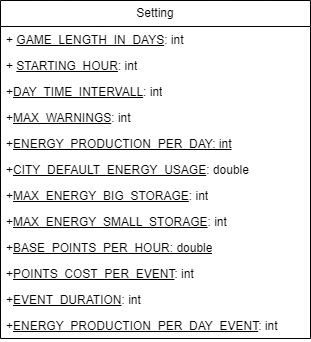 Setting
+ GAME_LENGTH_IN_DAYS: int
+ STARTING_HOUR: int
+DAY_TIME_INTERVALL: int
+MAX_WARNINGS: int
+ENERGY_PRODUCTION_PER_DAY: int
+CITY_DEFAULT_ENERGY_USAGE: double
+MAX_ENERGY_BIG_STORAGE: int
+MAX_ENERGY_SMALL_STORAGE: int
+BASE_POINTS_PER_HOUR: double
+POINTS_COST_PER_EVENT: int
+EVENT_DURATION: int
+ENERGY_PRODUCTION_PER_DAY_EVENT: int